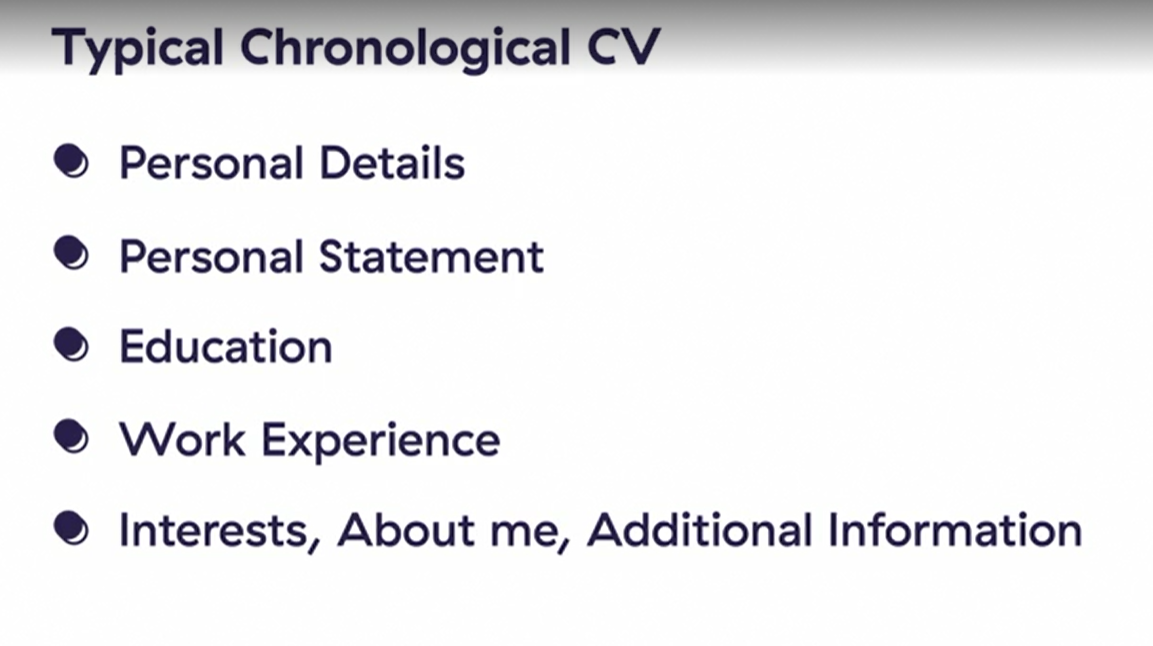 Typical Chronological CV
Personal Details
Personal Statement
Education
Work Experience
Interests, About me, Additional Information